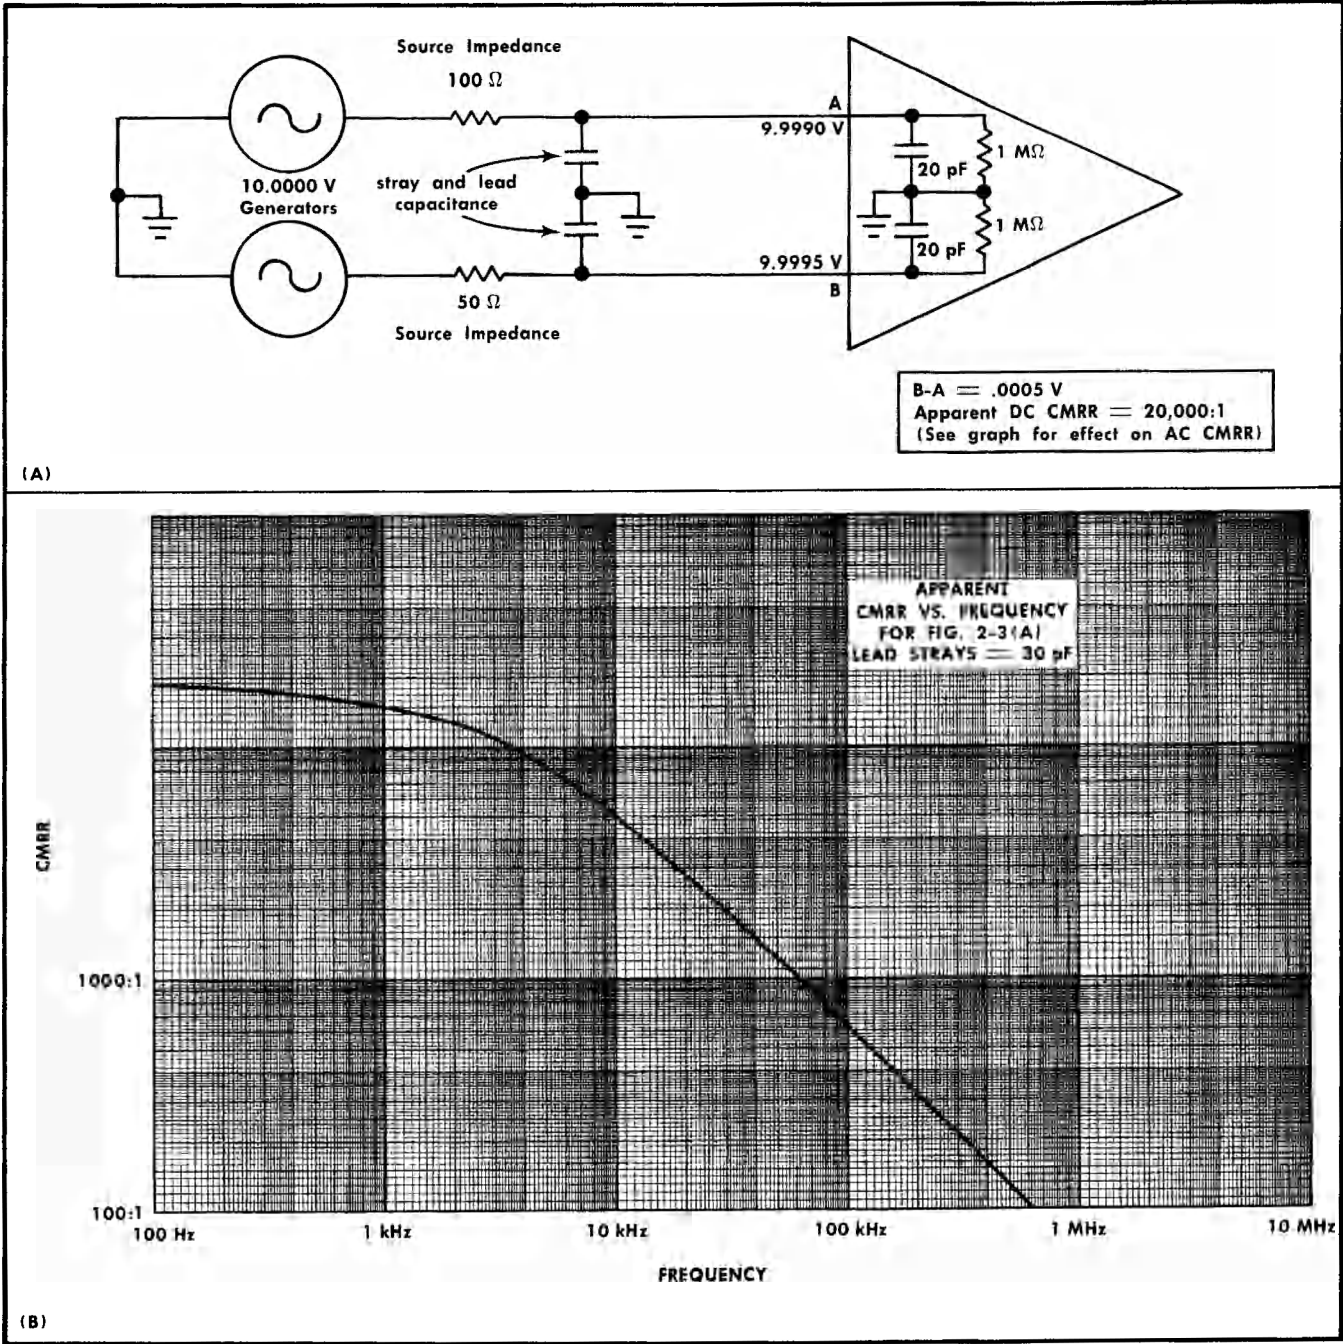 Source Impedance
100 Ω
A
9.9990 V
20 pF
1 MΩ
10.0000 V
Generators
stray and lead
capacitance
1 MΩ
20 pF
9.9995 V
B
50 Ω
Source Impedance
B-A = .0005 V
Apparent DC CMRR = 20,000:1
(See graph for effect on AC CMRR)
(A)
APPARENT
CMRR VS. FREQUENCY
FOR FIG. 2-3(A)
LEAD STRAYS = 30 pF
CMRR
1000:1
100:1
100 Hz
1 kHz
10 kHz
100 kHz
1 MHz
10 MHz
FREQUENCY
(B)